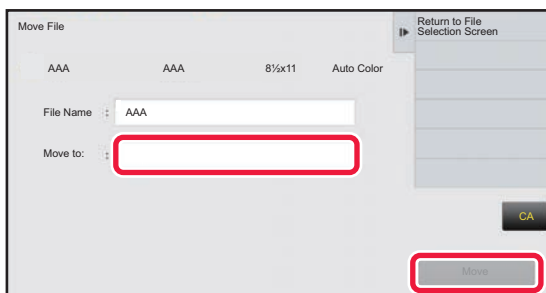 Move File
Return to File
Selection Screen
AAA AAA 8½x11 Auto Color
File Name : AAA
Move to: :
CA
Move